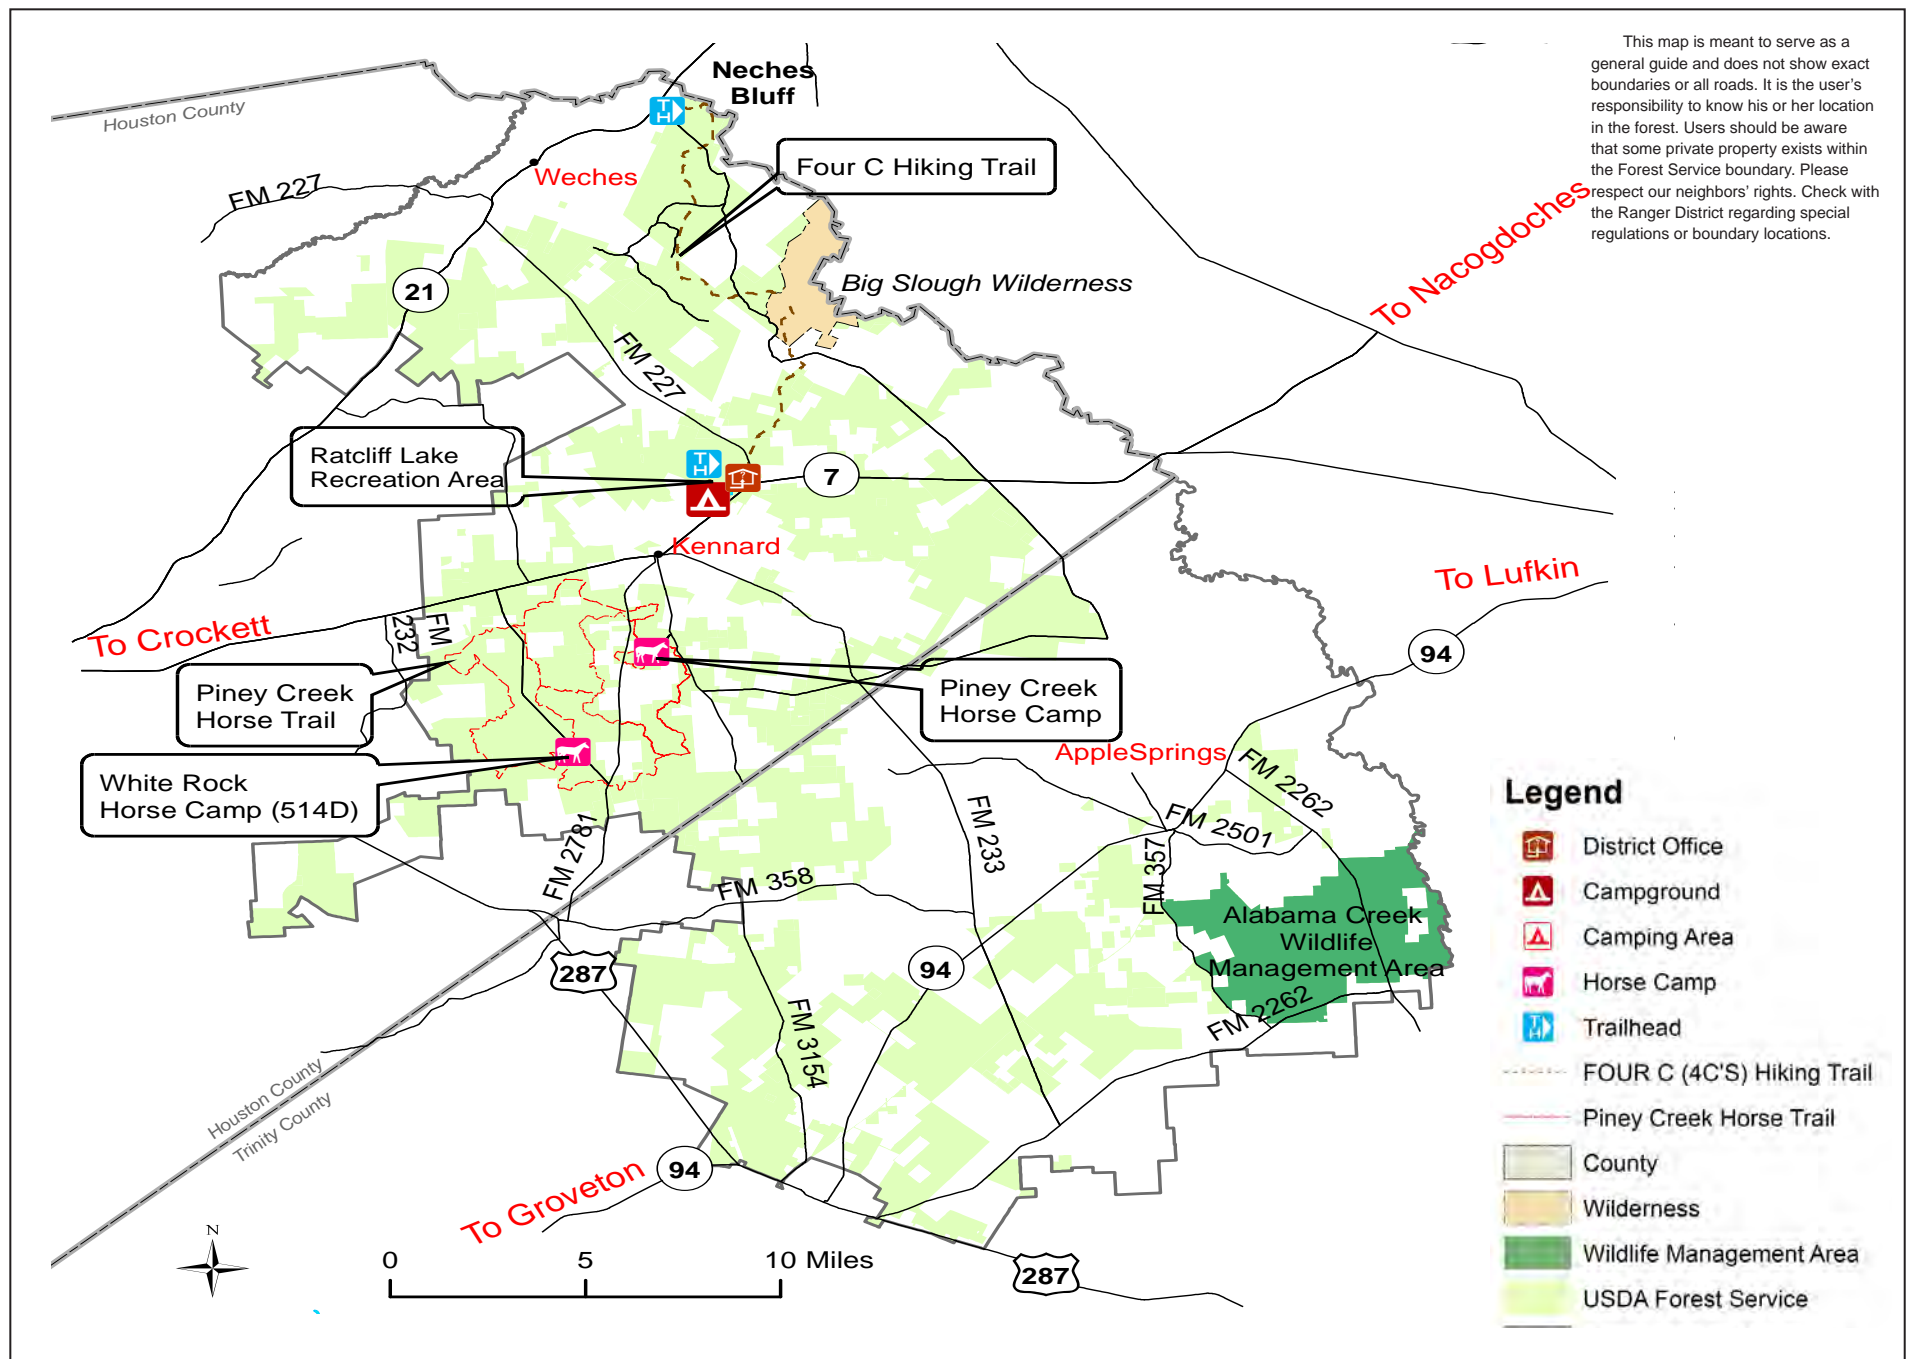 This map is meant to serve as a
general guide and does not show exact
boundaries or all roads. It is the user's
responsibility to know his or her location
in the forest. Users should be aware
that some private property exists within
the Forest Service boundary. Please
respect our neighbors' rights. Check with
the Ranger District regarding special
regulations or boundary locations.
Neches
Bluff
Houston County
TH
Four C Hiking Trail
Weches
FM 227
21
Big Slough Wilderness
To Nacogdoches
FM 227
Ratcliff Lake
Recreation Area
TH
7
Kennard
To Lufkin
To Crockett
FM
232
94
Piney Creek
Horse Trail
Piney Creek
Horse Camp
White Rock
Horse Camp (514D)
AppleSprings
FM 2262
FM 2501
FM 2781
FM 233
FM 357
FM 358
Alabama Creek
Wildlife
Management Area
287
94
FM 2262
FM 3154
Houston County
Trinity County
94
To Groveton
287
N
0 5 10 Miles
Legend
District Office
Campground
Camping Area
Horse Camp
TH
Trailhead
FOUR C (4C'S) Hiking Trail
Piney Creek Horse Trail
County
Wilderness
Wildlife Management Area
USDA Forest Service